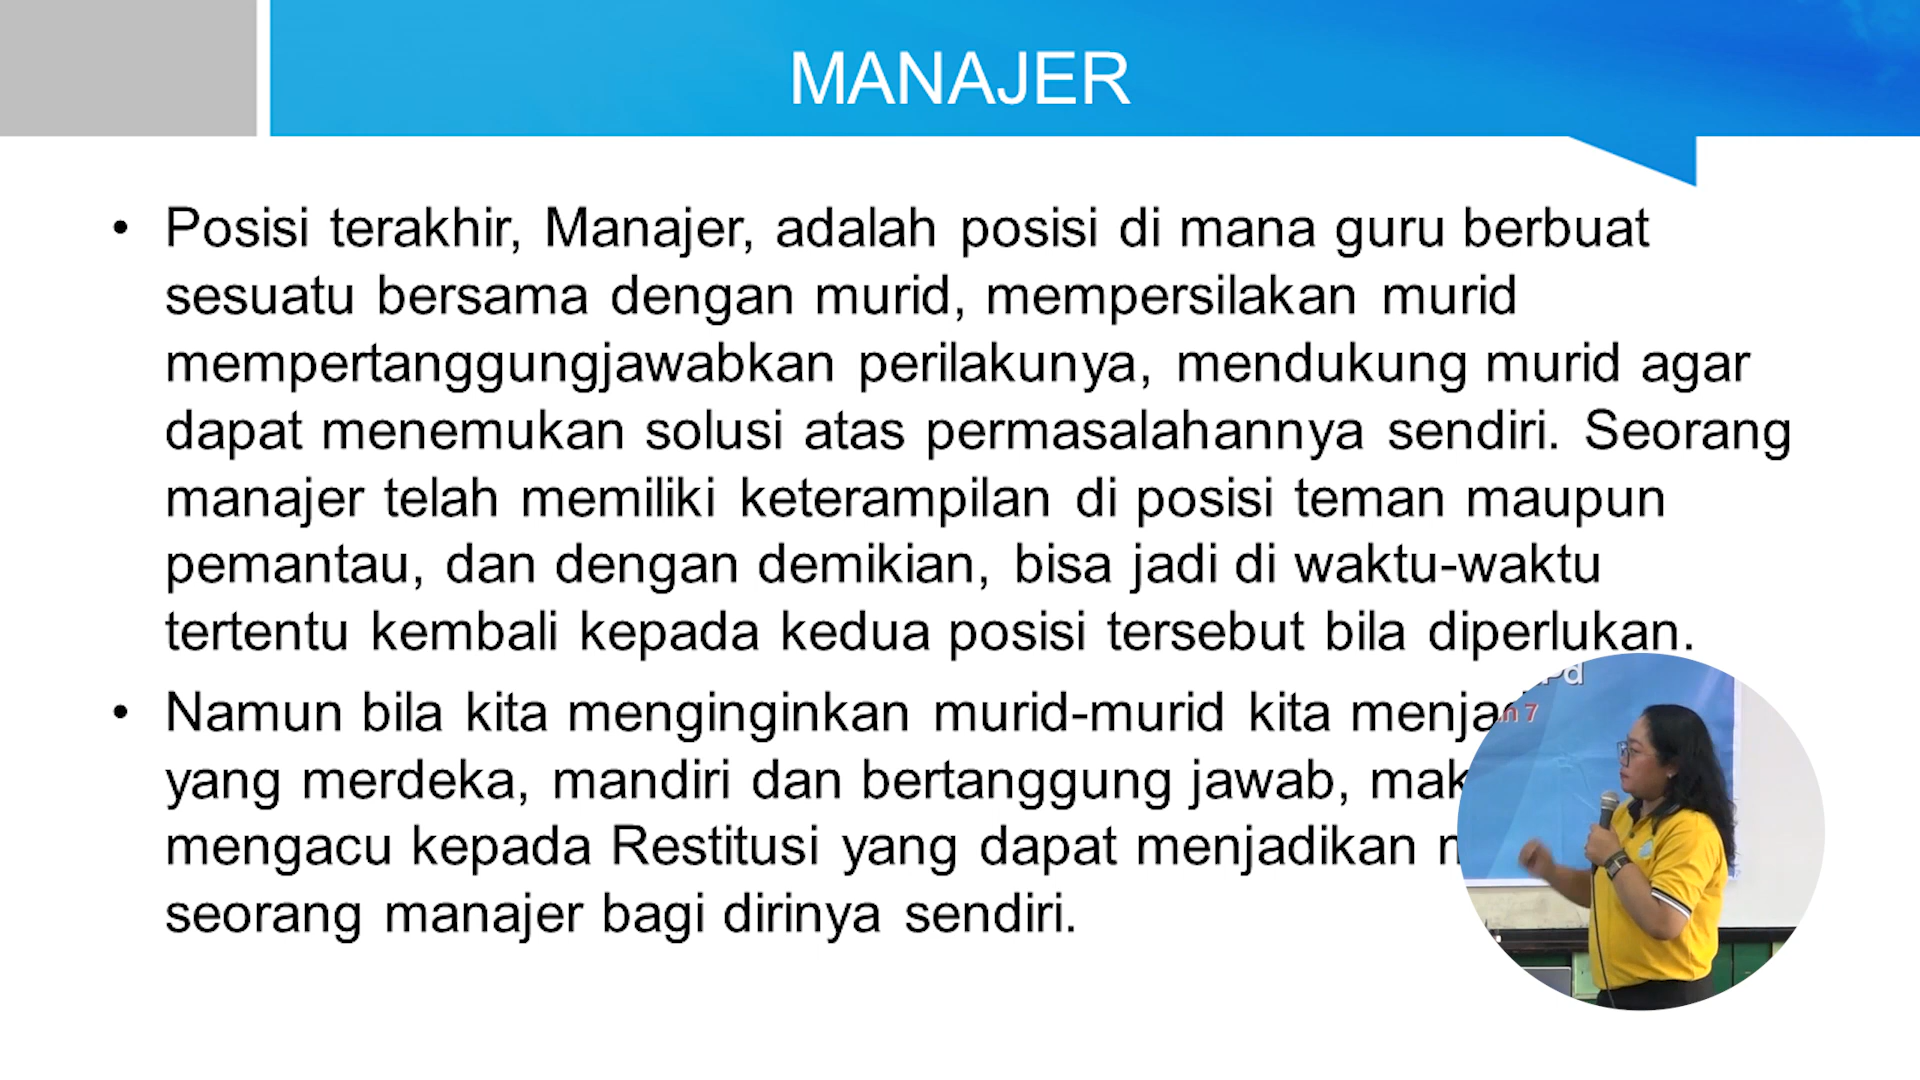 MANAJER
• Posisi terakhir, Manajer, adalah posisi di mana guru berbuat
sesuatu bersama dengan murid, mempersilakan murid
mempertanggungjawabkan perilakunya, mendukung murid agar
dapat menemukan solusi atas permasalahannya sendiri. Seorang
manajer telah memiliki keterampilan di posisi teman maupun
pemantau, dan dengan demikian, bisa jadi di waktu-waktu
tertentu kembali kepada kedua posisi tersebut bila diperlukan.
• Namun bila kita menginginkan murid-murid kita
yang merdeka, mandiri dan bertanggung jawab,
mengacu kepada Restitusi yang dapat menjadikan
seorang manajer bagi dirinya sendiri.
7